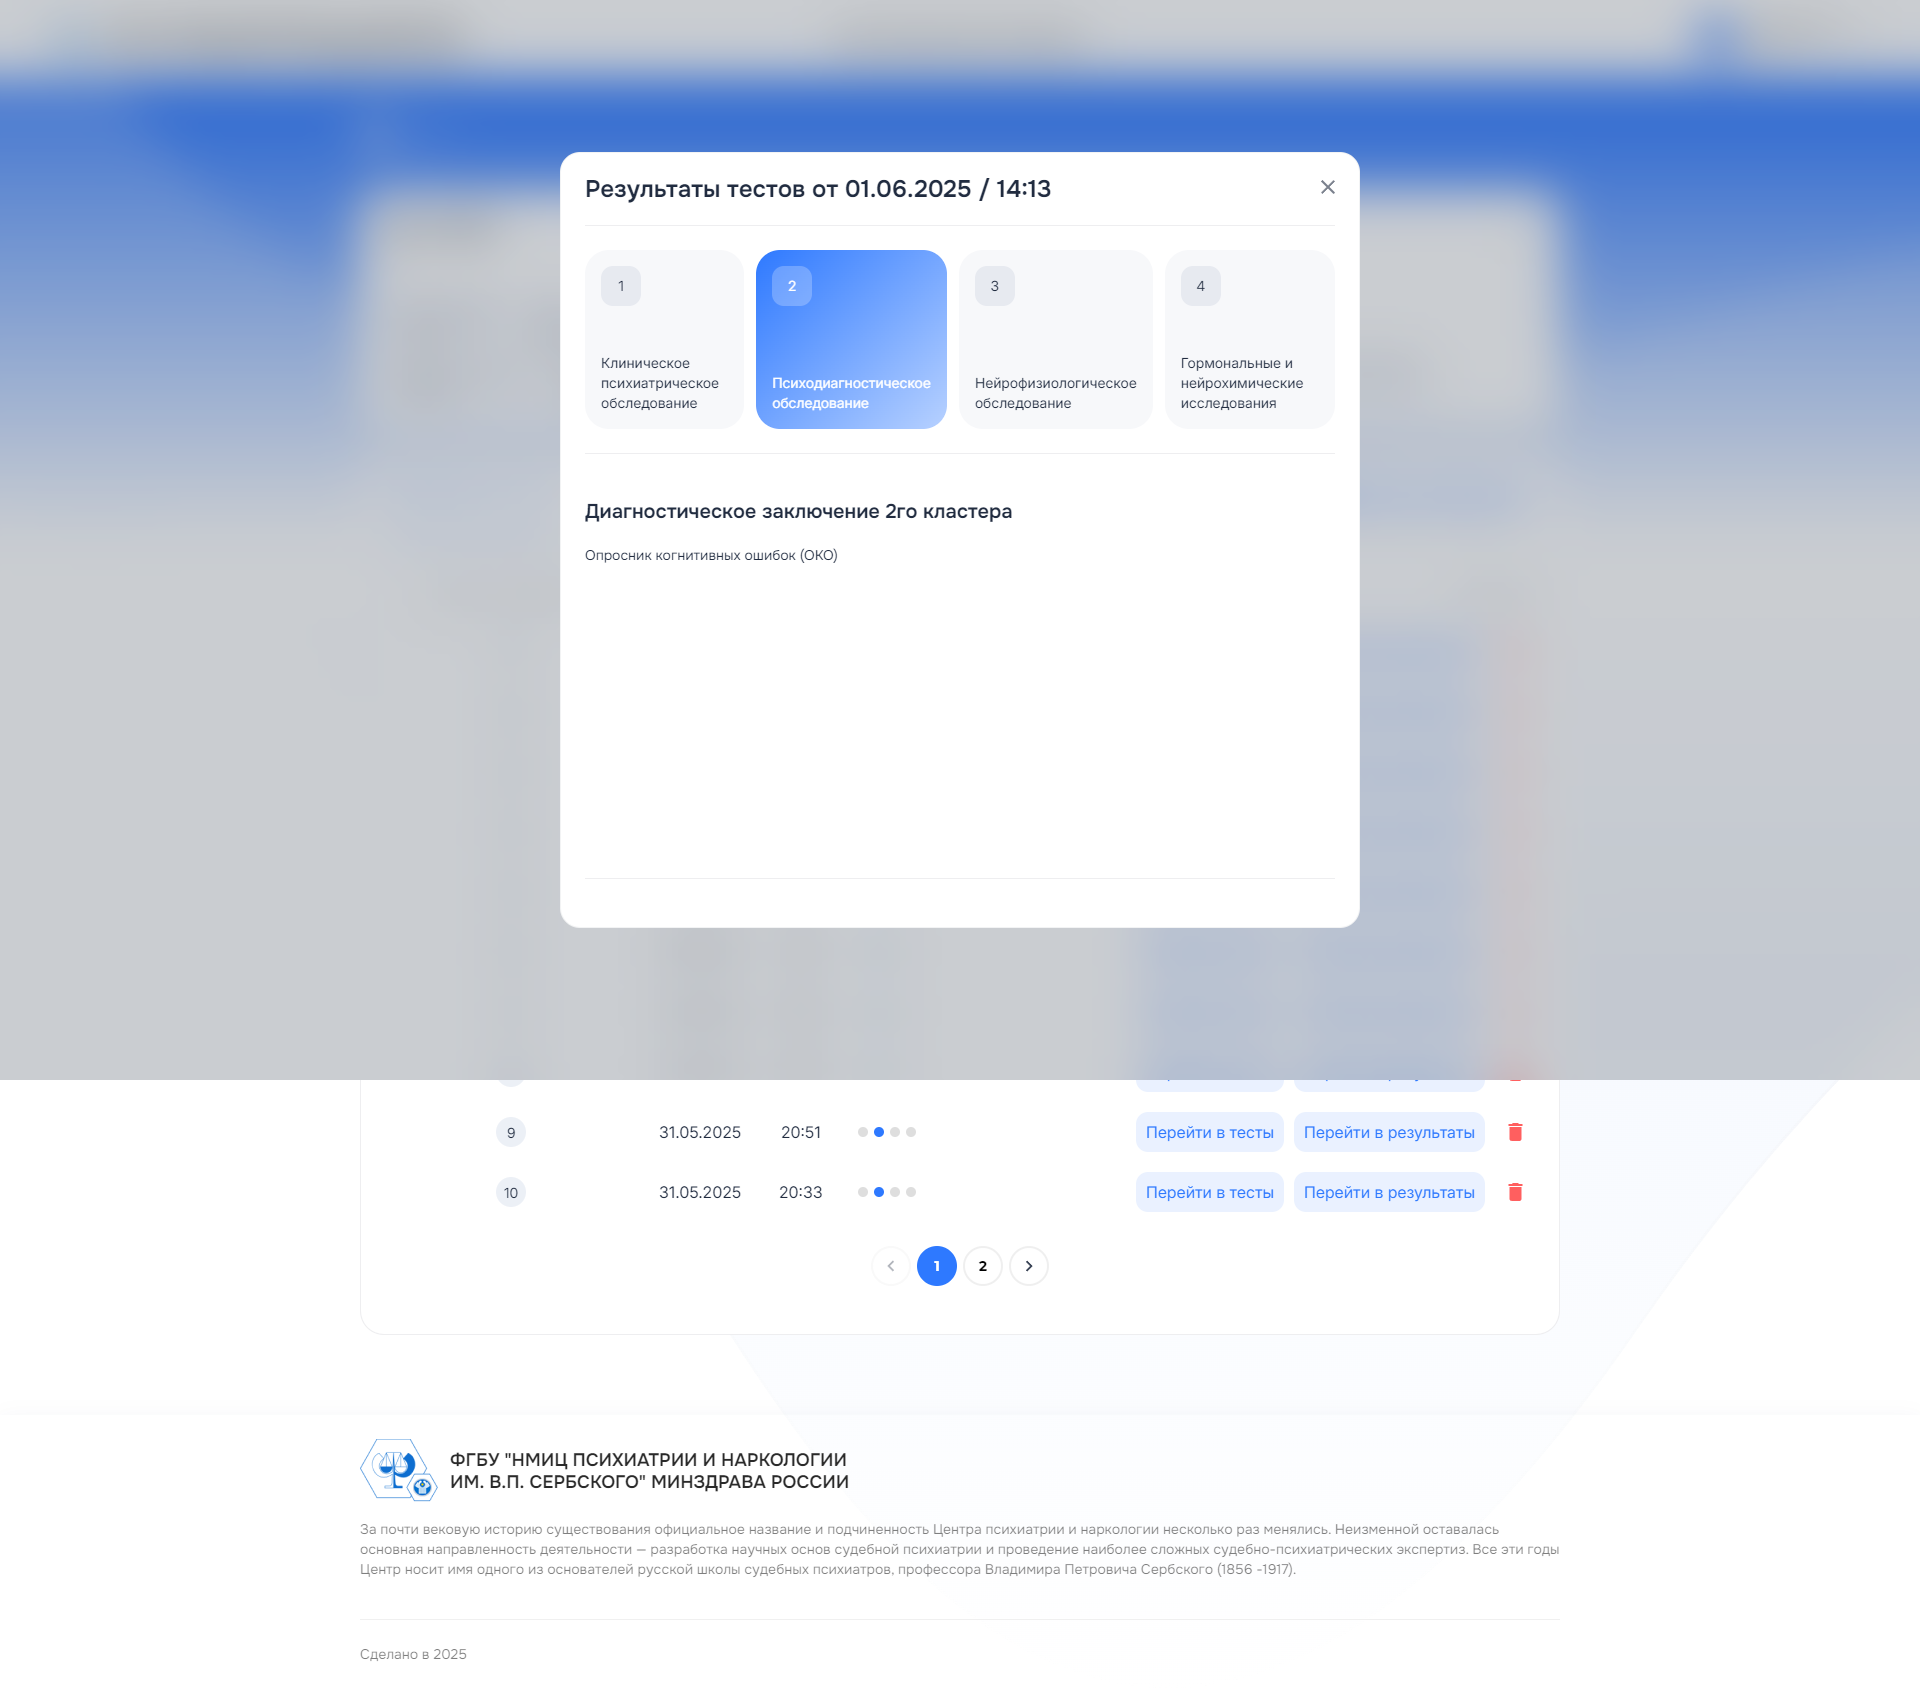 Результаты тестов от 01.06.2025 / 14:13
1
Клиническое
психиатрическое
обследование
2
Психодиагностическое
обследование
3
Нейрофизиологическое
обследование
4
Гормональные и
нейрохимические
исследования
Диагностическое заключение 2го кластера
Опросник когнитивных ошибок (ОКО)
9 31.05.2025 20:51 Перейти в тесты Перейти в результаты
10 31.05.2025 20:33 Перейти в тесты Перейти в результаты
1 2
ФГБУ "НМИЦ ПСИХИАТРИИ И НАРКОЛОГИИ
ИМ. В.П. СЕРБСКОГО" МИНЗДРАВА РОССИИ
За почти вековую историю существования официальное название и подчиненность Центра психиатрии и наркологии несколько раз менялись. Неизменной оставалась
основная направленность деятельности — разработка научных основ судебной психиатрии и проведение наиболее сложных судебно-психиатрических экспертиз. Все эти годы
Центр носит имя одного из основателей русской школы судебных психиатров, профессора Владимира Петровича Сербского (1856 -1917).
Сделано в 2025